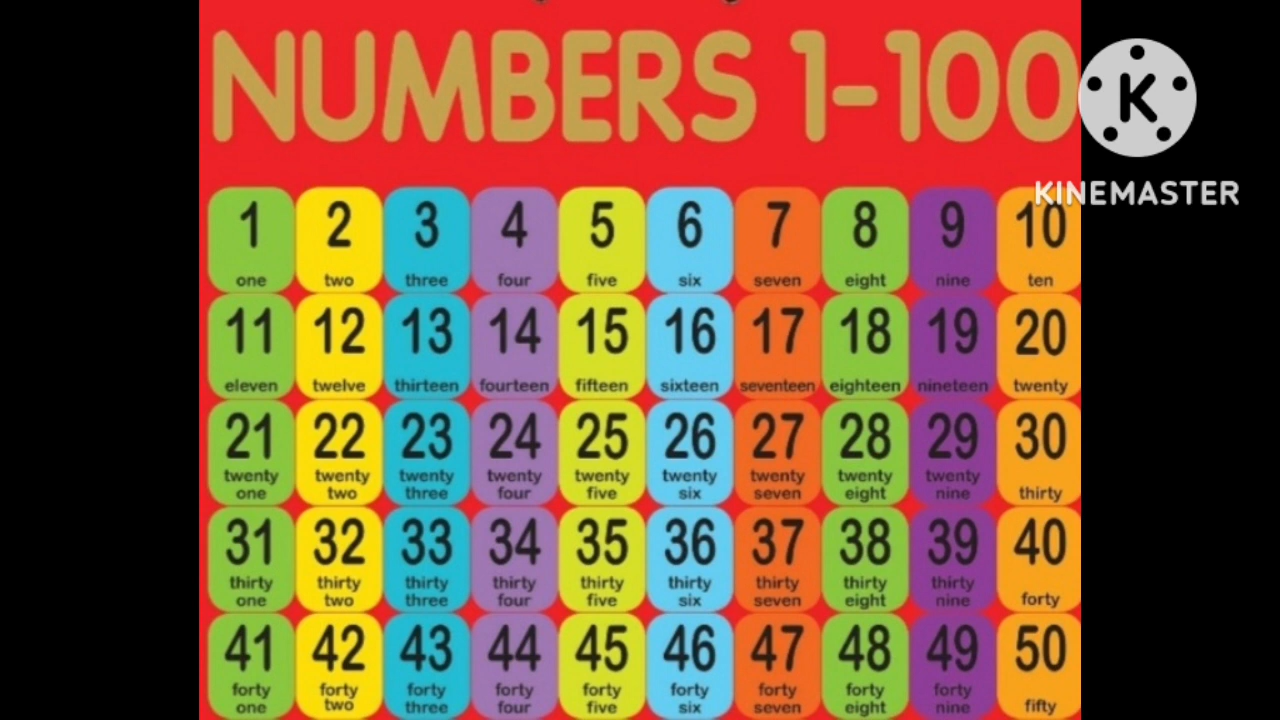 NUMBERS 1-100
K
KINEMASTER
1 2 3 4 5 6 7 8 9 10
one two three four five six seven eight nine ten
11 12 13 14 15 16 17 18 19 20
eleven twelve thirteen fourteen fifteen sixteen seventeen eighteen nineteen twenty
21 22 23 24 25 26 27 28 29 30
twenty twenty twenty twenty twenty twenty twenty twenty twenty
one two three four five six seven eight nine thirty
31 32 33 34 35 36 37 38 39 40
thirty thirty thirty thirty thirty thirty thirty thirty thirty
one two three four five six seven eight nine forty
41 42 43 44 45 46 47 48 49 50
forty forty forty forty forty forty forty forty forty
one two three four five six seven eight nine fifty